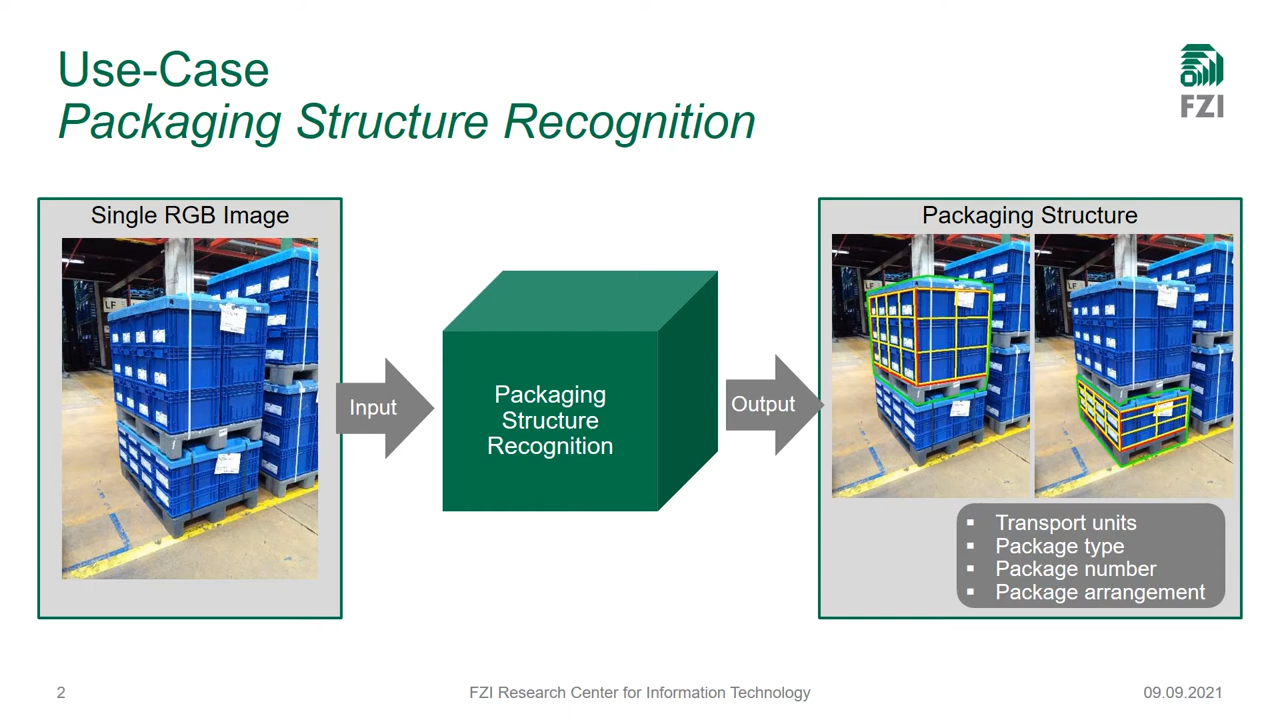 Use-Case
Packaging Structure Recognition
FZI
Single RGB Image
LF
Input
Packaging
Structure
Recognition
Output
Packaging Structure
▪ Transport units
▪ Package type
▪ Package number
▪ Package arrangement
2
FZI Research Center for Information Technology
09.09.2021